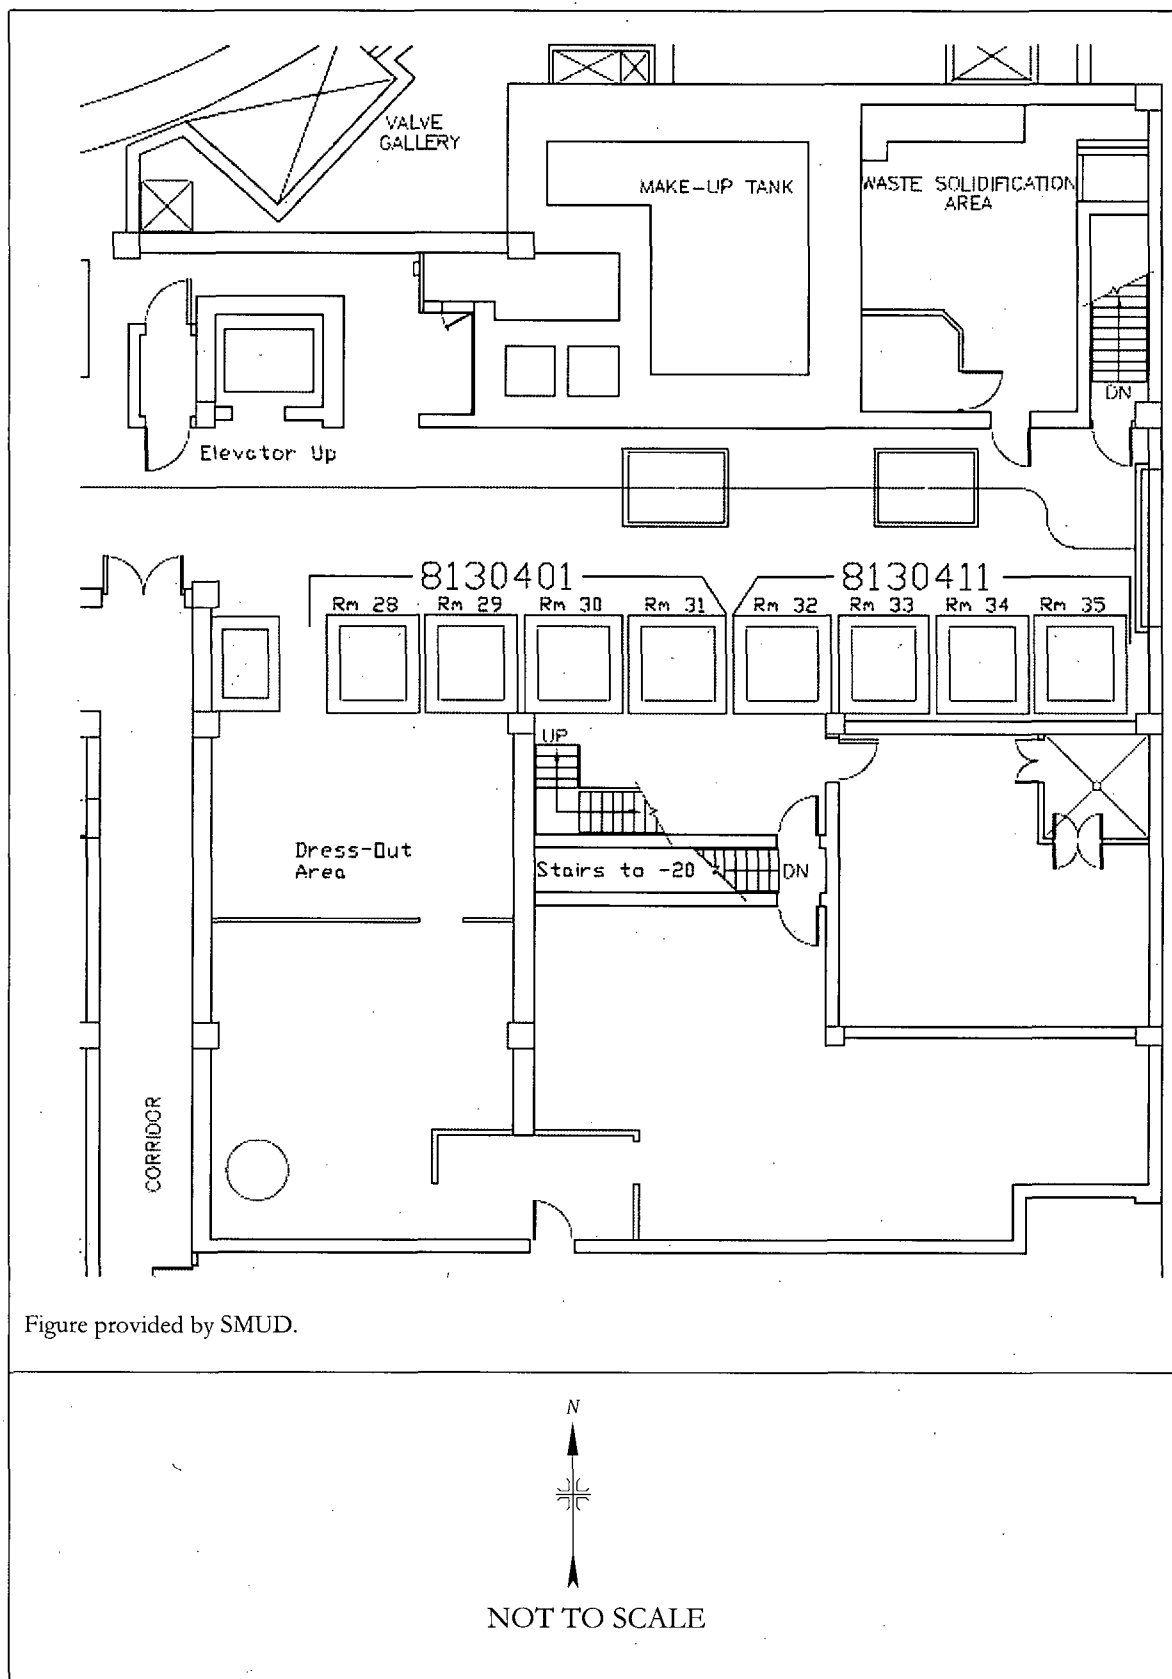 VALVE
GALLERY
MAKE-UP TANK
WASTE SOLIDIFICATION
AREA
DN
Elevator Up
8130401
8130411
Rm 28
Rm 29
Rm 30
Rm 31
Rm 32
Rm 33
Rm 34
Rm 35
UP
Dress-Out
Area
Stairs to -20
DN
CORRIDOR
Figure provided by SMUD.
N
NOT TO SCALE